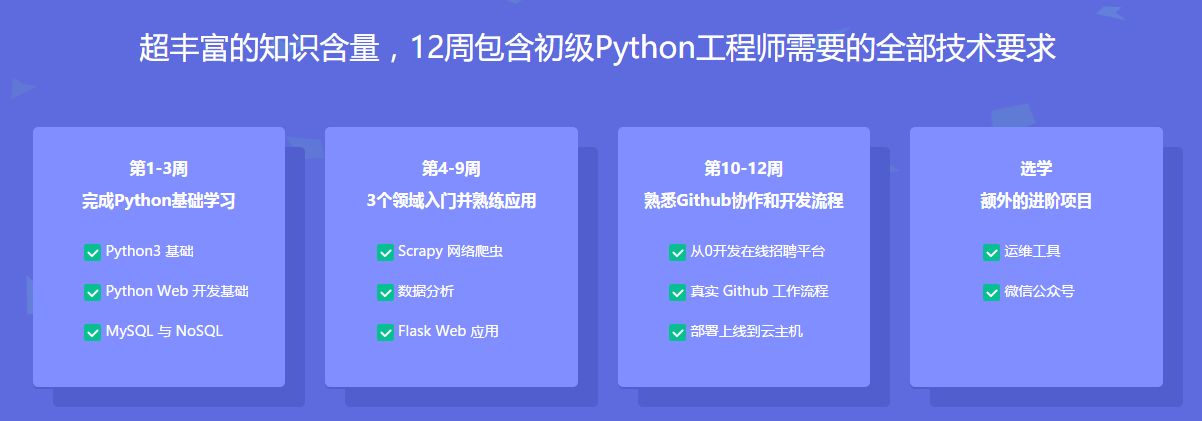 超丰富的知识含量，12周包含初级Python工程师需要的全部技术要求
第1-3周
完成Python基础学习
Python3 基础
Python Web 开发基础
MySQL 与 NoSQL
第4-9周
3个领域入门并熟练应用
Scrapy 网络爬虫
数据分析
Flask Web 应用
第10-12周
熟悉Github协作和开发流程
从0开发在线招聘平台
真实 Github 工作流程
部署上线到云主机
选学
额外的进阶项目
运维工具
微信公众号